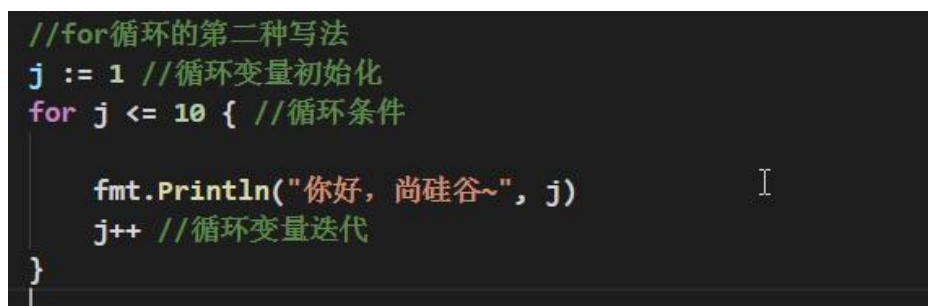 //for循环的第二种写法
j := 1 //循环变量初始化
for j <= 10 { //循环条件
fmt.Println("你好，尚硅谷~", j)
j++ //循环变量迭代
}